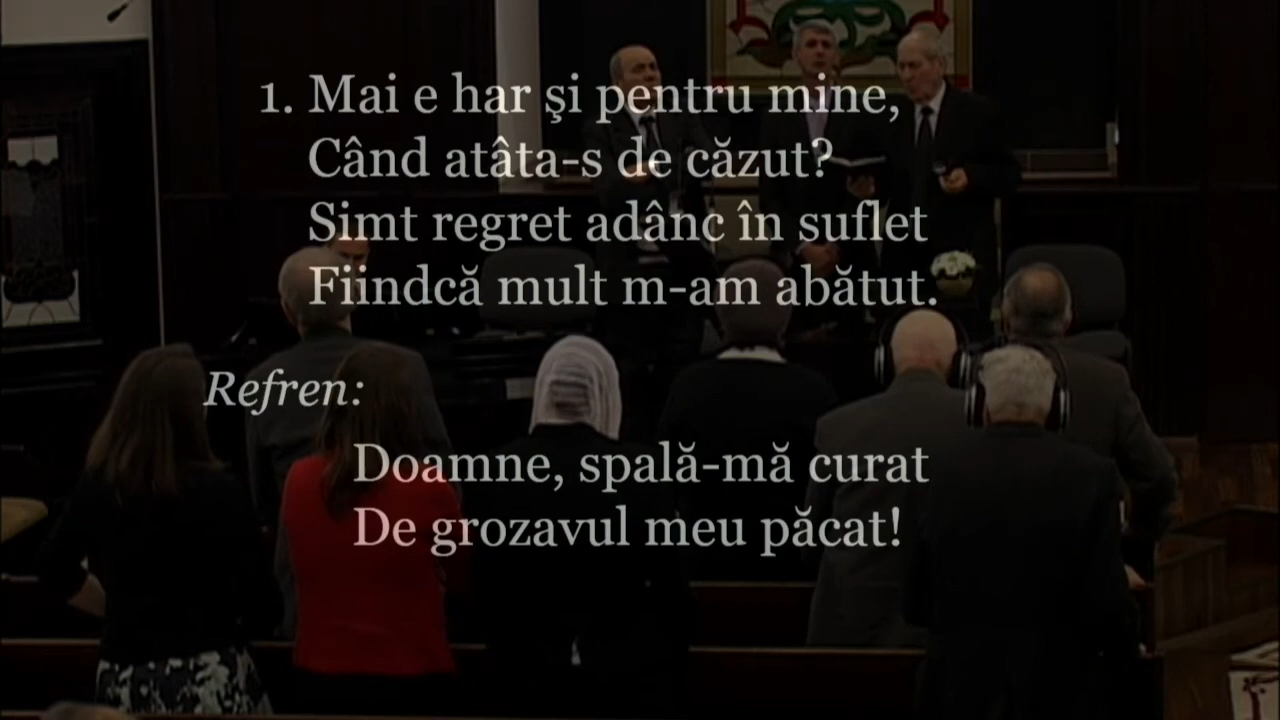 1. Mai e har şi pentru mine,
Când atâta-s de căzut?
Simt regret adânc în suflet
Fiindcă mult m-am abătut.
Refren:
Doamne, spală-mă curat
De grozavul meu păcat!